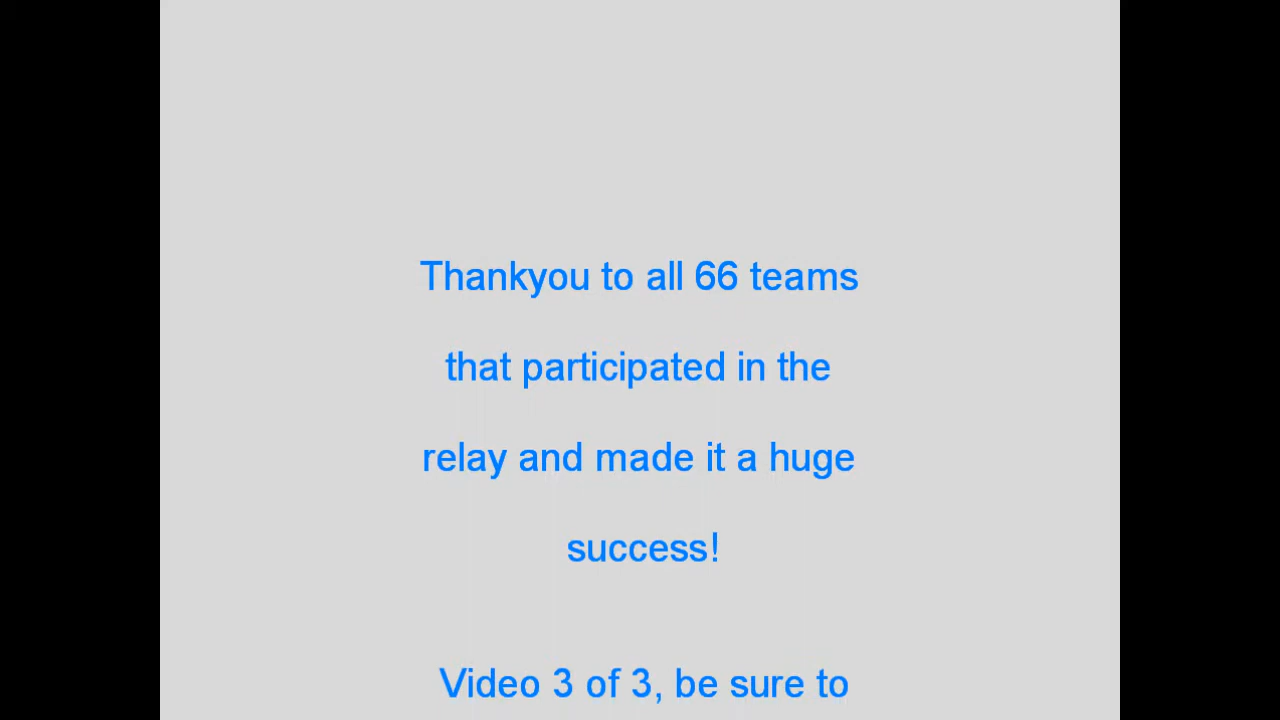 Thankyou to all 66 teams
that participated in the
relay and made it a huge
success!
Video 3 of 3, be sure to